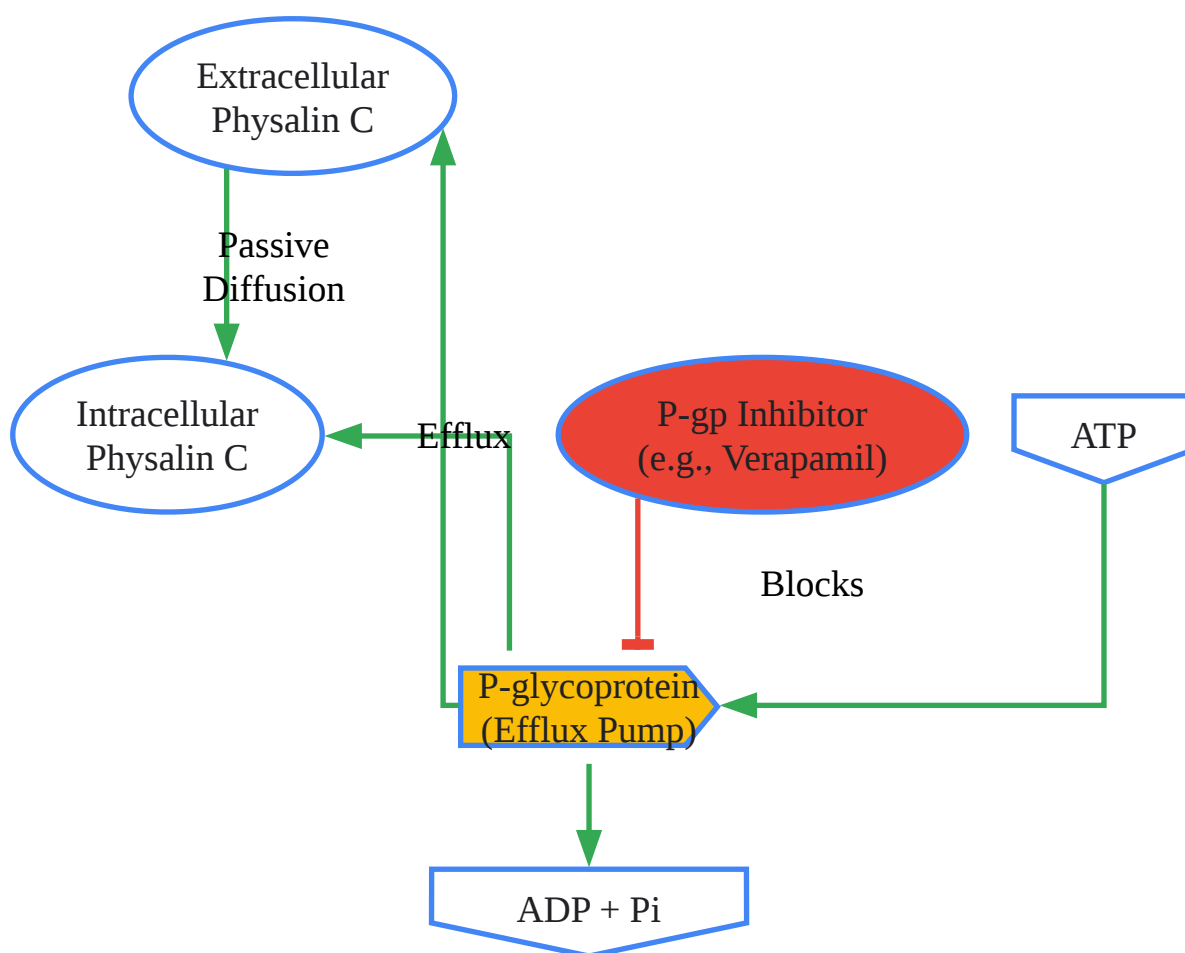 Extracellular
Physalin C
Passive
Diffusion
Intracellular
Physalin C
Efflux
P-gp Inhibitor
(e.g., Verapamil)
ATP
Blocks
P-glycoprotein
(Efflux Pump)
ADP + Pi